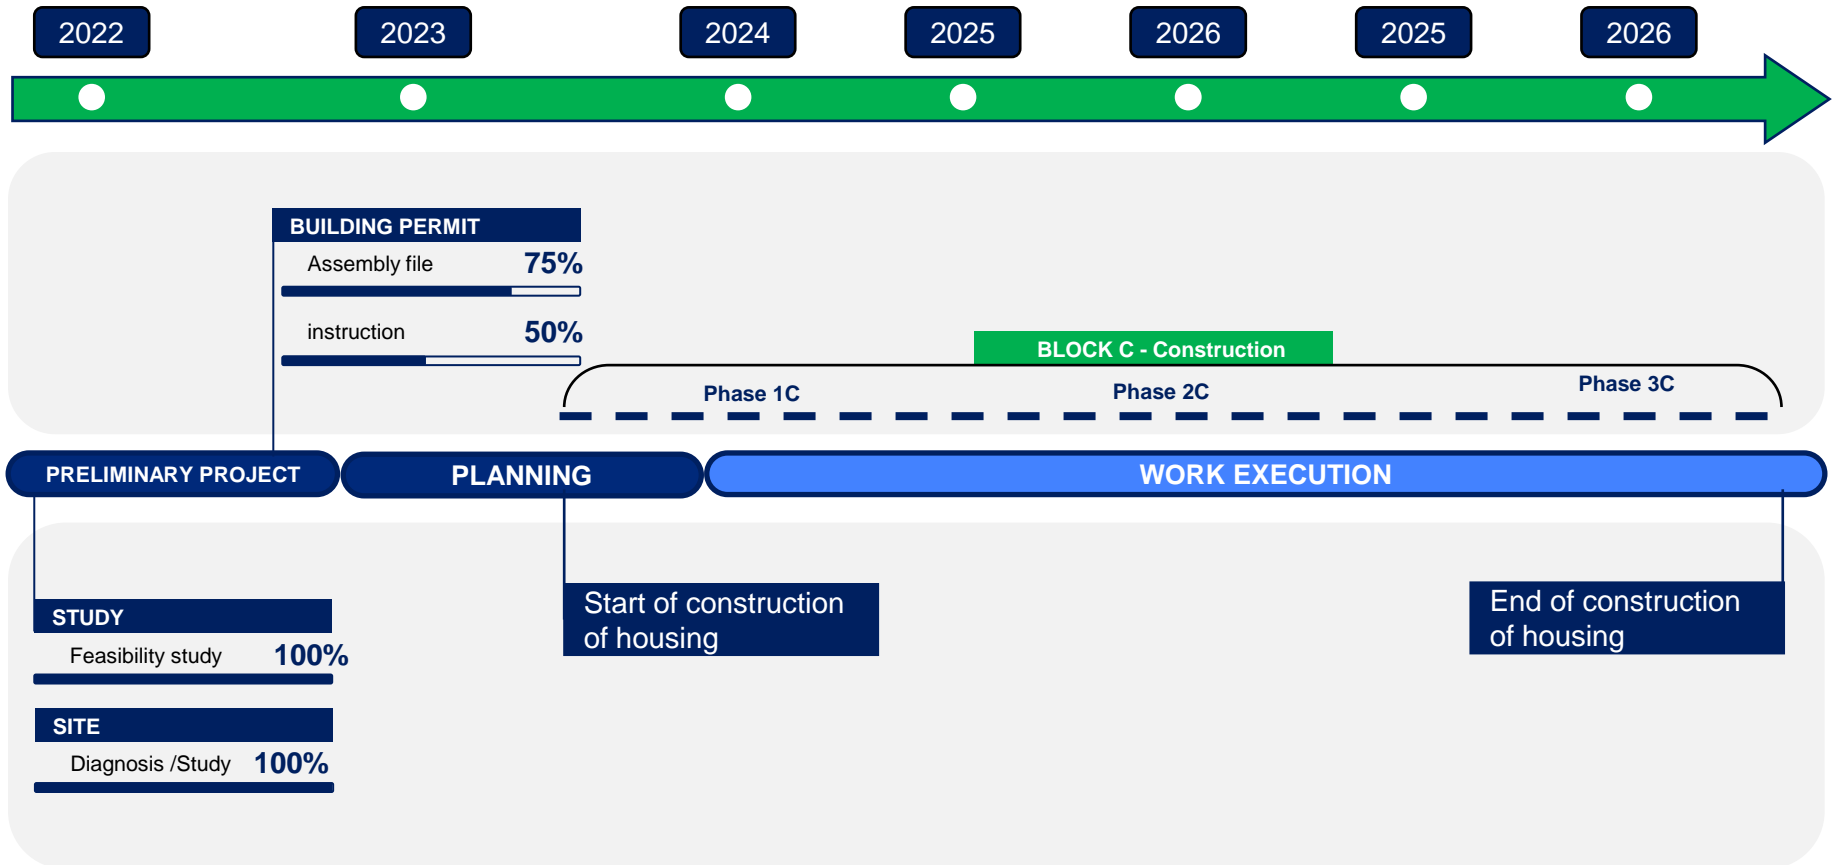 2022
2023
2024
2025
2026
2025
2026
BUILDING PERMIT
Assembly file 75%
instruction 50%
BLOCK C - Construction
Phase 1C
Phase 2C
Phase 3C
PRELIMINARY PROJECT
PLANNING
WORK EXECUTION
Start of construction
of housing
End of construction
of housing
STUDY
Feasibility study 100%
SITE
Diagnosis /Study 100%